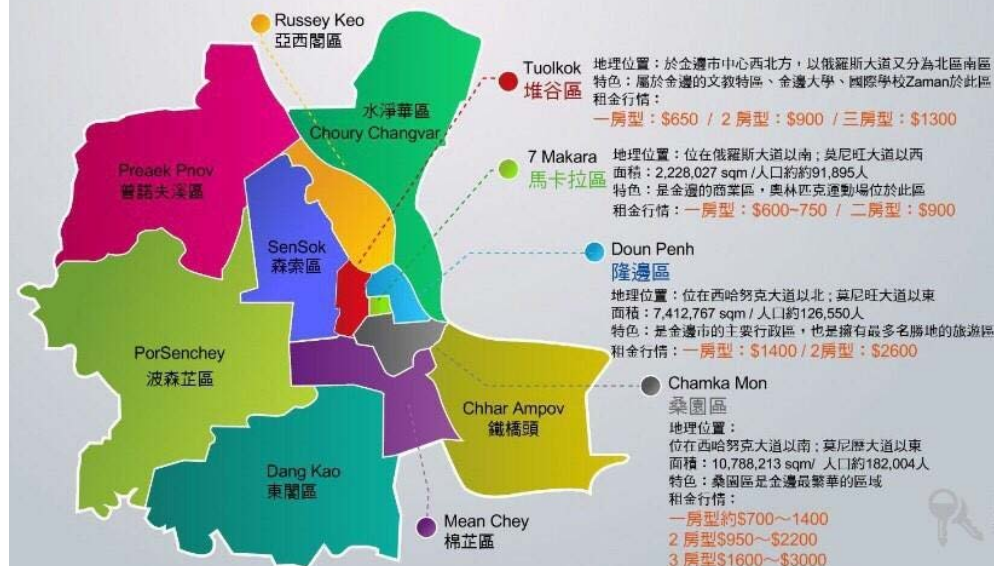 Russey Keo
亞西閣區
水淨華區
Choury Changvar
Preaek Pnov
普諾夫溪區
SenSok
森索區
PorSenchey
波森芷區
Chhar Ampov
鐵橋頭
Dang Kao
東閣區
Mean Chey
棉芷區
Tuolkok
堆谷區
地理位置：於金邊市中心西北方，以俄羅斯大道又分為北區南區
特色：屬於金邊的文教特區、金邊大學、國際學校Zaman於此區
租金行情：
一房型：$650 / 2 房型：$900 / 三房型：$1300
7 Makara
馬卡拉區
地理位置：位在俄羅斯大道以南；莫尼旺大道以西
面積：2,228,027 sqm /人口約約91,895人
特色：是金邊的商業區，奧林匹克運動場位於此區
租金行情：一房型：$600~750 / 二房型：$900
Doun Penh
隆邊區
地理位置：位在西哈努克大道以北；莫尼旺大道以東
面積：7,412,767 sqm / 人口約126,550人
特色：是金邊市的主要行政區，也是擁有最多名勝地的旅遊區
租金行情：一房型：$1400 / 2房型：$2600
Chamka Mon
桑園區
地理位置：
位在西哈努克大道以南；莫尼歷大道以東
面積：10,788,213 sqm/ 人口約182,004人
特色：桑園區是金邊最繁華的區域
租金行情：
一房型約$700～1400
2 房型$950～$2200
3 房型$1600～$3000